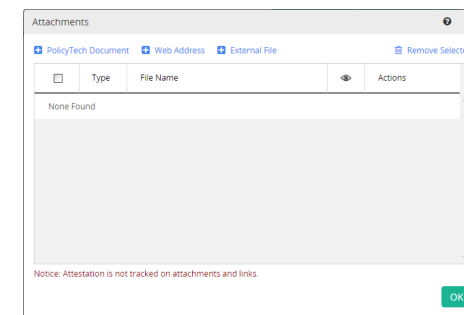 Attachments
PolicyTech Document Web Address External File Remove
Type File Name Actions
None Found
Notice: Attestation is not tracked on attachments and links.
OK